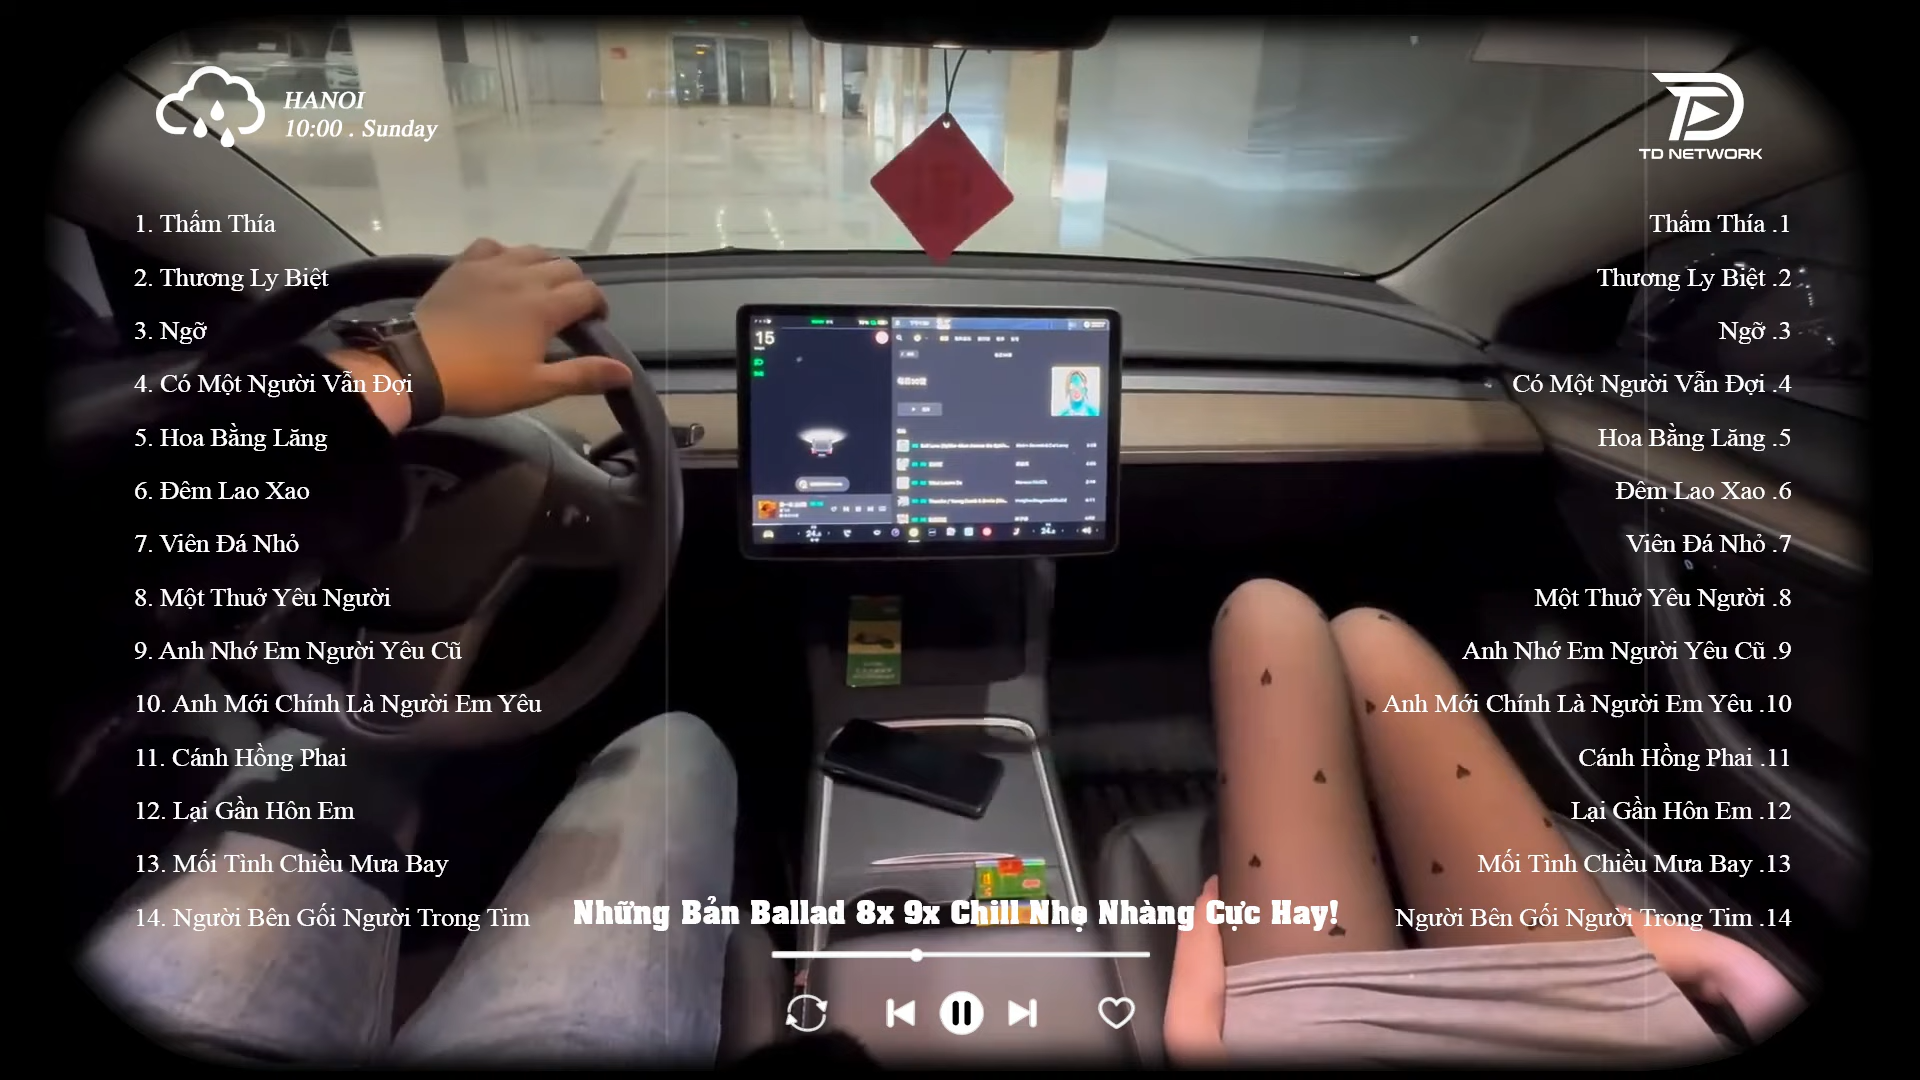 HANOI
10:00 . Sunday
TD NETWORK
1. Thấm Thía
2. Thương Ly Biệt
3. Ngỡ
4. Có Một Người Vẫn Đợi
5. Hoa Bằng Lăng
6. Đêm Lao Xao
7. Viên Đá Nhỏ
8. Một Thuở Yêu Người
9. Anh Nhớ Em Người Yêu Cũ
10. Anh Mới Chính Là Người Em Yêu
11. Cánh Hồng Phai
12. Lại Gần Hôn Em
13. Mối Tình Chiều Mưa Bay
14. Người Bên Gối Người Trong Tim
Thấm Thía .1
Thương Ly Biệt .2
Ngỡ .3
Có Một Người Vẫn Đợi .4
Hoa Bằng Lăng .5
Đêm Lao Xao .6
Viên Đá Nhỏ .7
Một Thuở Yêu Người .8
Anh Nhớ Em Người Yêu Cũ .9
Anh Mới Chính Là Người Em Yêu .10
Cánh Hồng Phai .11
Lại Gần Hôn Em .12
Mối Tình Chiều Mưa Bay .13
Người Bên Gối Người Trong Tim .14
15
Những Bản Ballad 8x 9x Chill Nhẹ Nhàng Cực Hay!